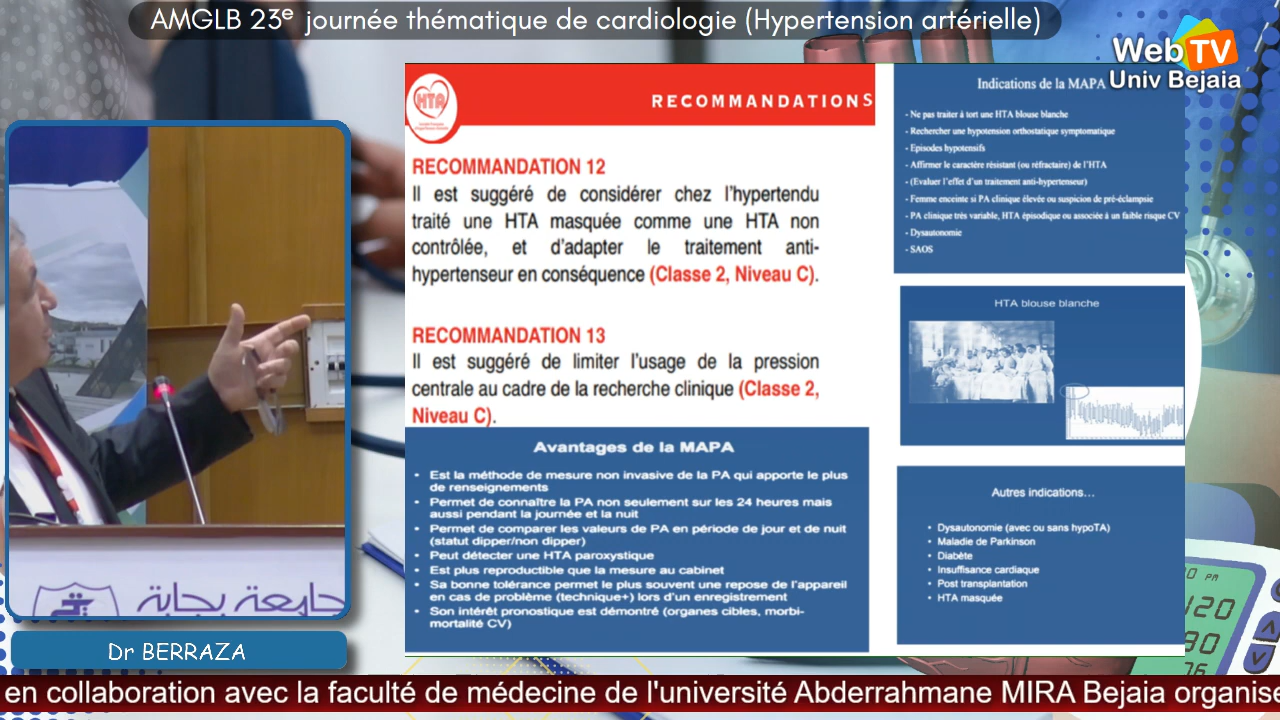 AMGLB 23e journée thématique de cardiologie (Hypertension artérielle)
Web TV
Univ Bejaia
HTA
RECOMMANDATIONS
RECOMMANDATION 12
Il est suggéré de considérer chez l'hypertendu
traité une HTA masquée comme une HTA non
contrôlée, et d'adapter le traitement anti-
hypertenseur en conséquence (Classe 2, Niveau C).
RECOMMANDATION 13
Il est suggéré de limiter l'usage de la pression
centrale au cadre de la recherche clinique (Classe 2,
Niveau C).
Avantages de la MAPA
• Est la méthode de mesure non invasive de la PA qui apporte le plus
de renseignements
• Permet de connaître la PA non seulement sur les 24 heures mais
aussi pendant la journée et la nuit
• Permet de comparer les valeurs de PA en période de jour et de nuit
(statut dipper/non dipper)
• Peut détecter une HTA paroxystique
• Est plus reproductible que la mesure au cabinet
• Sa bonne tolérance permet le plus souvent une repose de l'appareil
en cas de problème (technique+) lors d'un enregistrement
• Son intérêt pronostique est démontré (organes cibles, morbi-
mortalité CV)
Indications de la MAPA
- Ne pas traiter à tort une HTA blouse blanche
- Rechercher une hypotension orthostatique symptomatique
- Episodes hypotensifs
- Affirmer le caractère résistant (ou réfractaire) de l'HTA
- (Evaluer l'effet d'un traitement anti-hypertenseur)
- Femme enceinte si PA clinique élevée ou suspicion de pré-éclampsie
- PA clinique très variable, HTA épisodique ou associée à un faible risque CV
- Dysautonomie
- SAOS
HTA blouse blanche
Autres indications...
• Dysautonomie (avec ou sans hypoTA)
• Maladie de Parkinson
• Diabète
• Insuffisance cardiaque
• Post transplantation
• HTA masquée
PM
120
80
76
جامعة بجاية
Dr BERRAZA
en collaboration avec la faculté de médecine de l'université Abderrahmane MIRA Bejaia organise